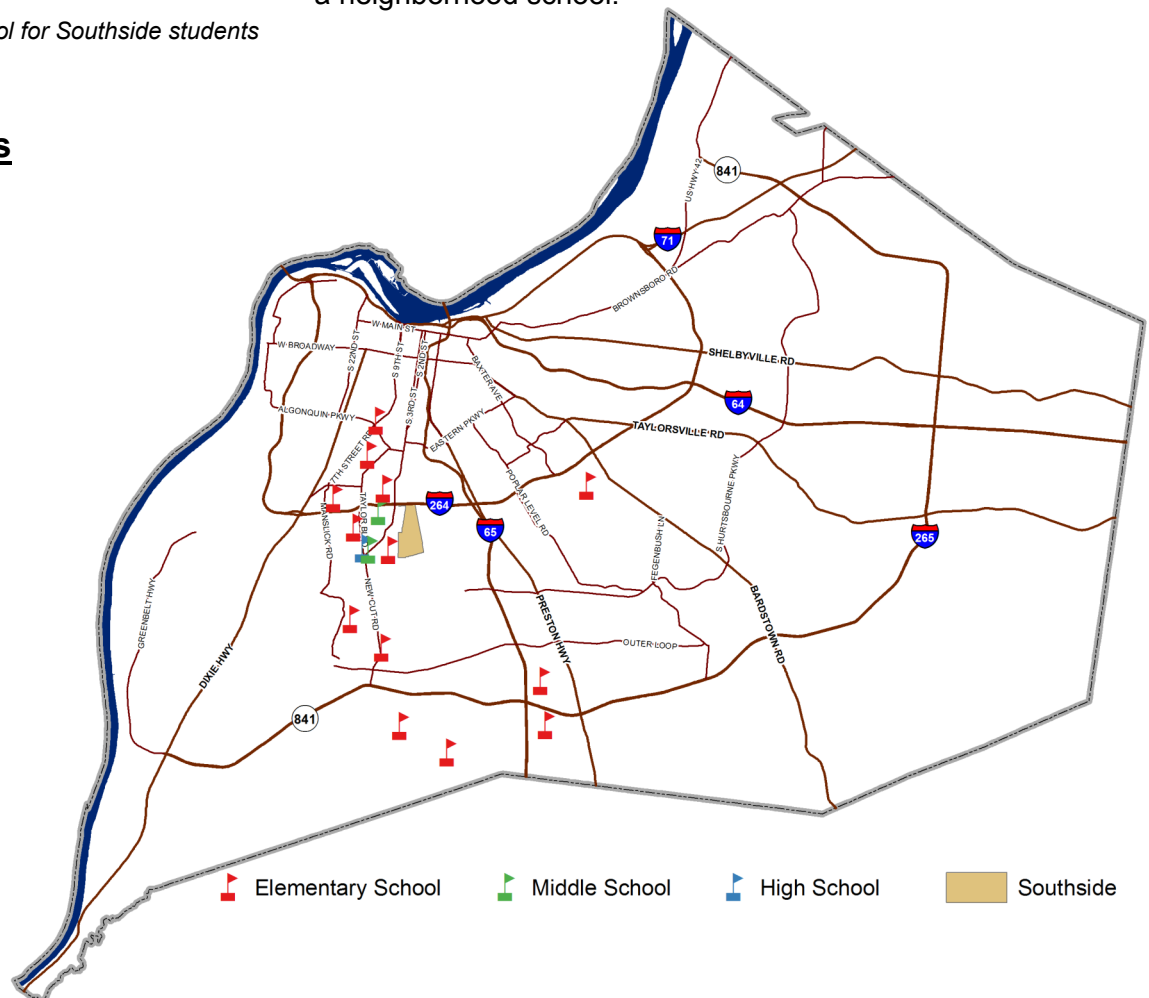 a neighborhood school.
ol for Southside students
s
US HWY 42
841
71
BROWNSBORO RD
W MAIN ST
S 22ND ST
S 9TH ST
S 2ND ST
W BROADWAY
BAXTER AVE
SHELBYVILLE RD
64
S 3RD ST
ALGONQUIN PKWY
EASTERN PKWY
TAYLORSVILLE RD
7TH STREET R
POPLAR LEVEL RD
S HURTSBOURNE PKWY
264
TAYLOR BL
MANSLICK RD
65
265
FEGENBUSH LN
GREENBELT HWY
NEW CUT RD
PRESTON HWY
BARDSTOWN RD
OUTER LOOP
DIXIE HWY
841
Elementary School
Middle School
High School
Southside